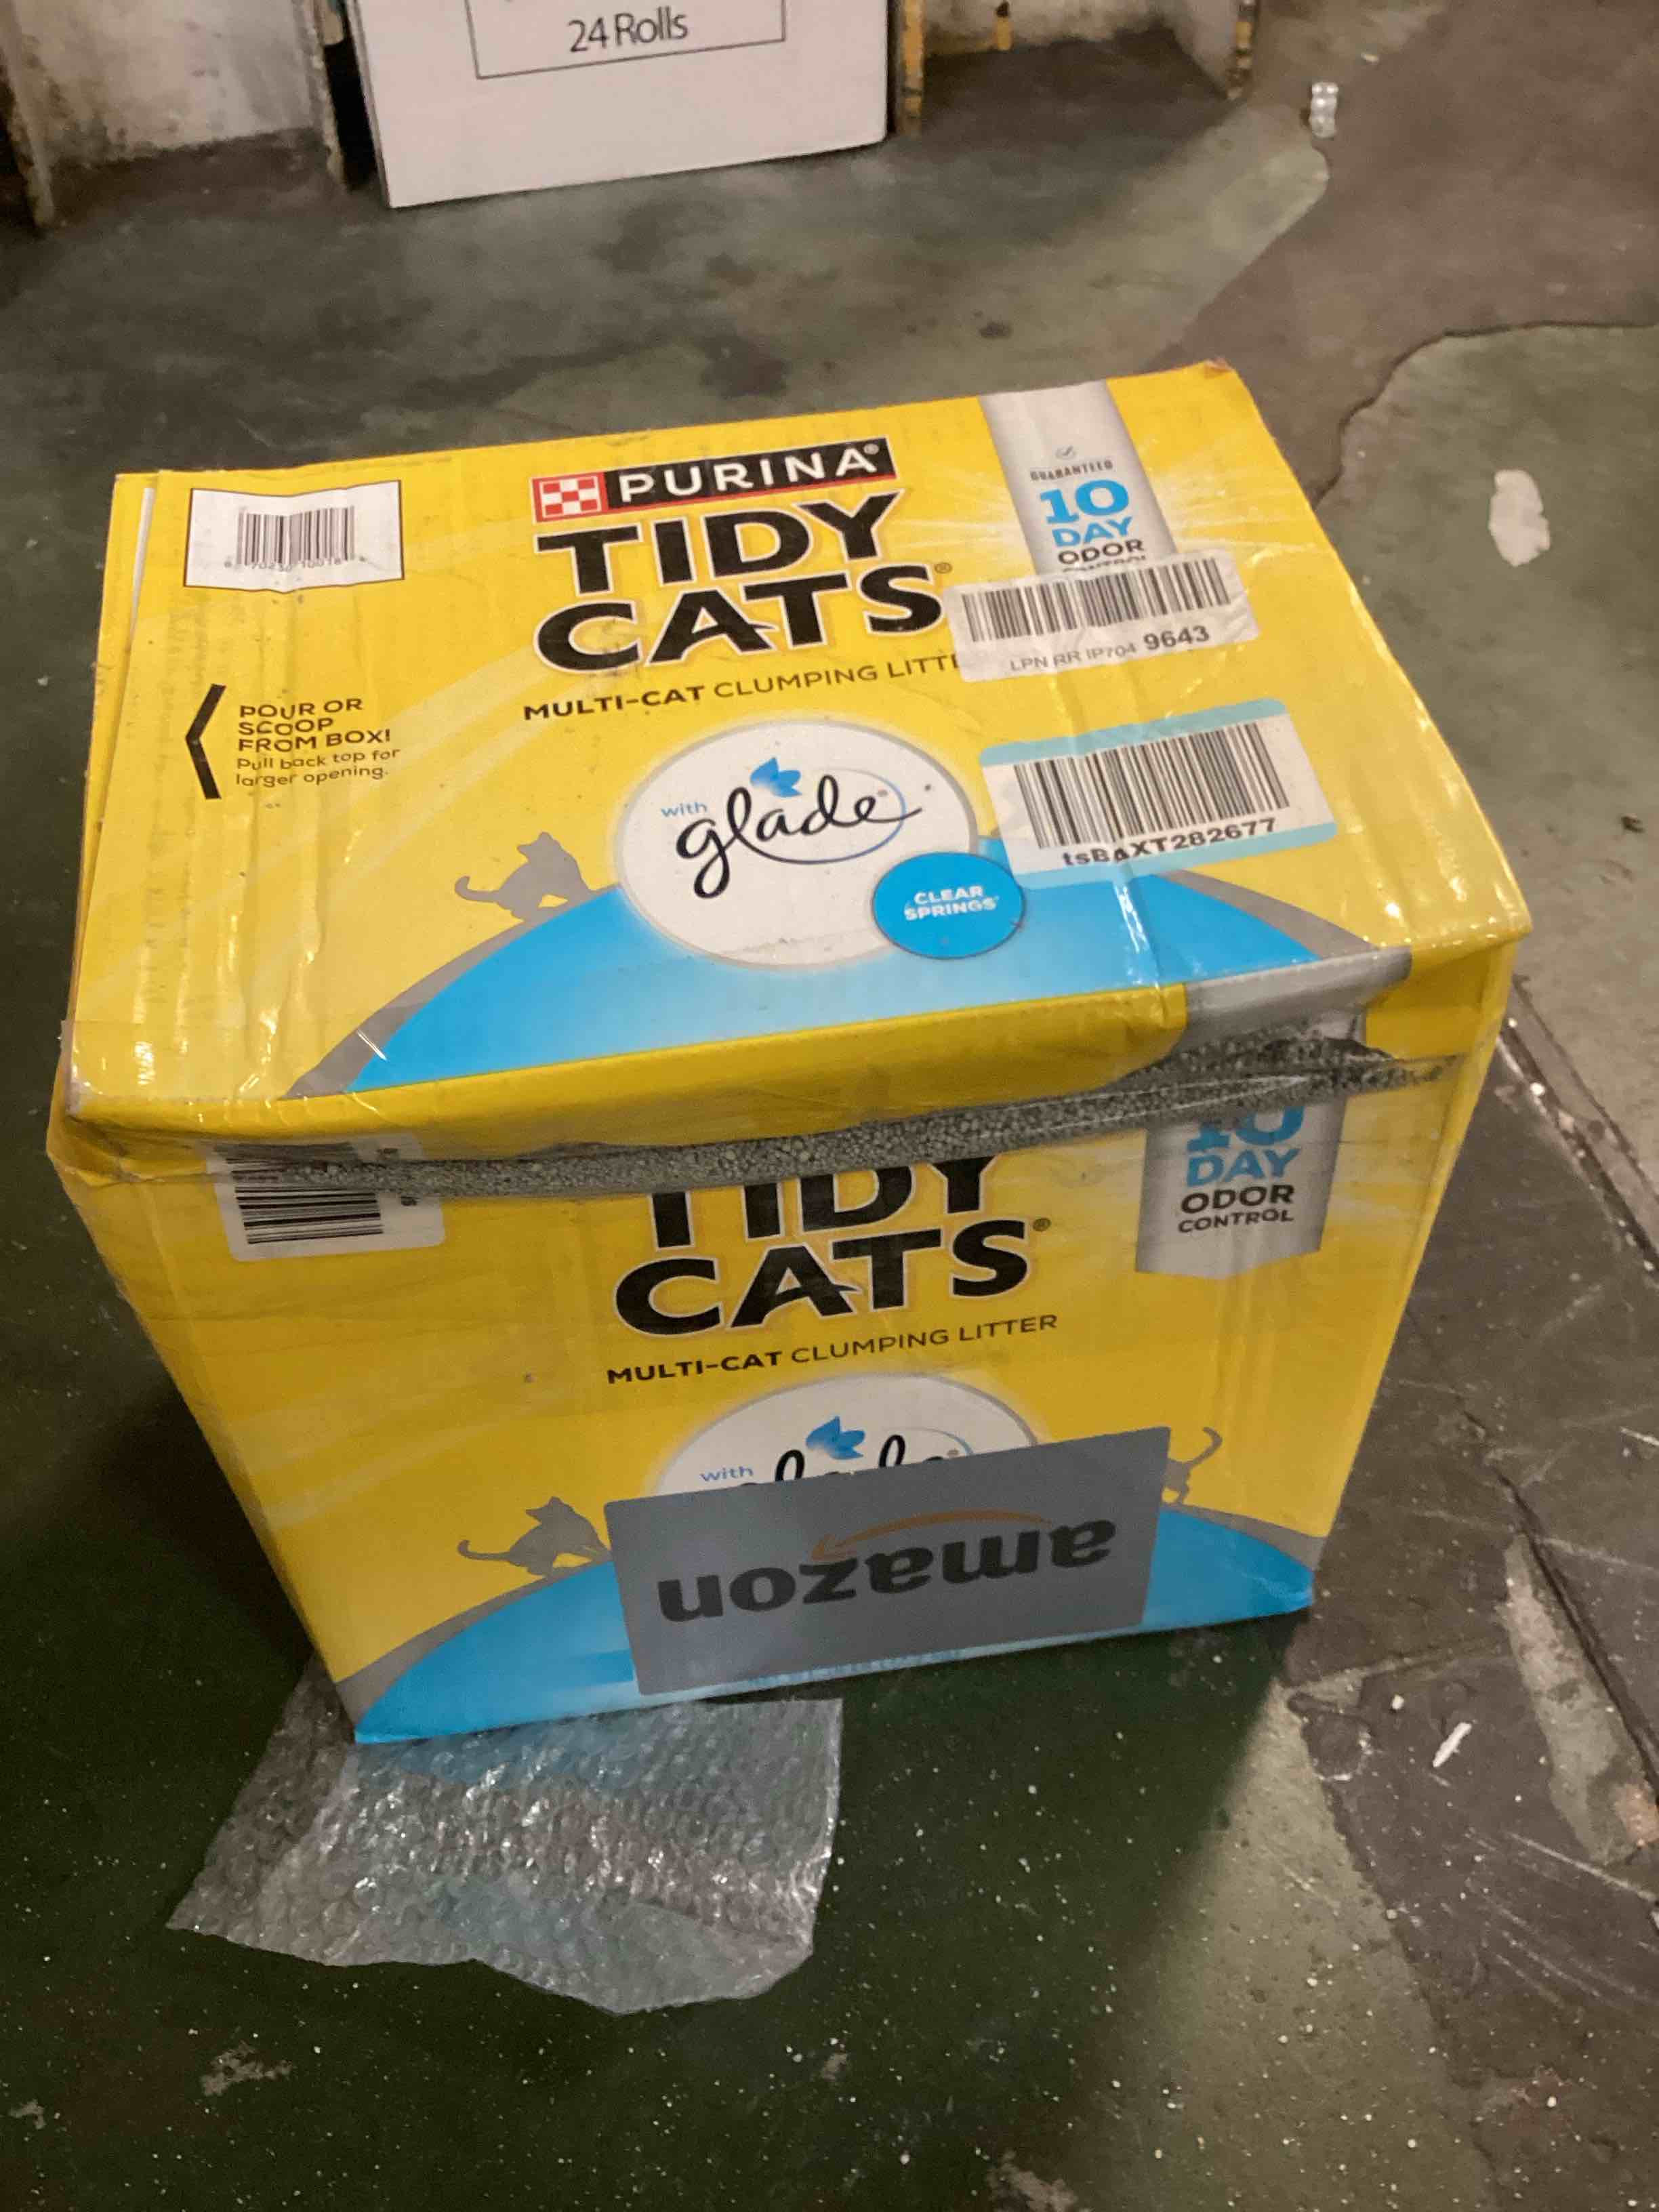 24 Rolls
PURINA®
TIDY
CATS®
MULTI-CAT CLUMPING
GUARANTEED
10
DAY
ODOR
LPN RR IP704 9643
POUR OR
SCOOP
FROM BOX!
Pull back top for
larger opening.
with
glade®
CLEAR
SPRINGS®
tsBAXT282677
TIDY
CATS®
MULTI-CAT CLUMPING LITTER
10
DAY
ODOR
CONTROL
with
amazon